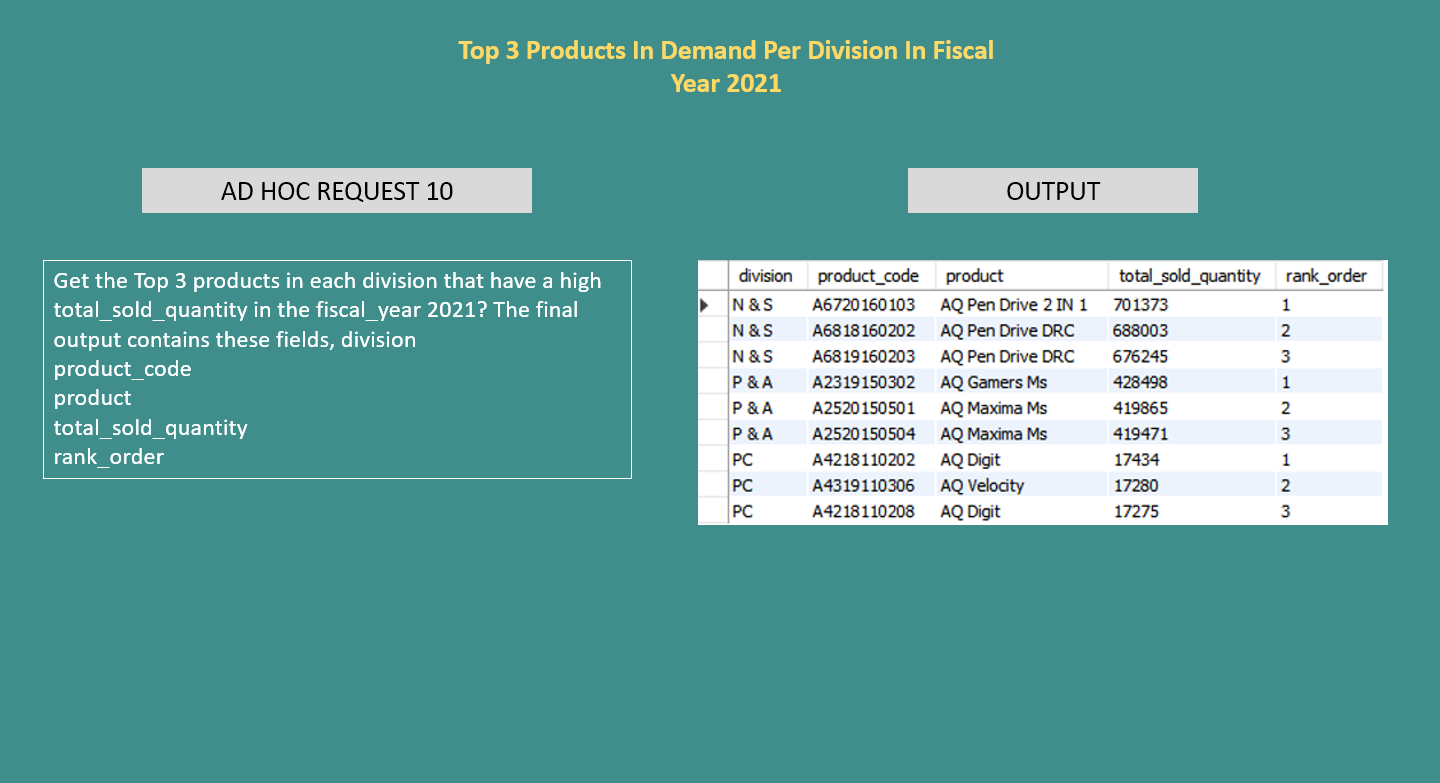 Top 3 Products In Demand Per Division In Fiscal
Year 2021
AD HOC REQUEST 10
Get the Top 3 products in each division that have a high
total_sold_quantity in the fiscal_year 2021? The final
output contains these fields, division
product_code
product
total_sold_quantity
rank_order
OUTPUT
division product_code product total_sold_quantity rank_order
N & S A6720160103 AQ Pen Drive 2 IN 1 701373 1
N & S A6818160202 AQ Pen Drive DRC 688003 2
N & S A6819160203 AQ Pen Drive DRC 676245 3
P & A A2319150302 AQ Gamers Ms 428498 1
P & A A2520150501 AQ Maxima Ms 419865 2
P & A A2520150504 AQ Maxima Ms 419471 3
PC A4218110202 AQ Digit 17434 1
PC A4319110306 AQ Velocity 17280 2
PC A4218110208 AQ Digit 17275 3